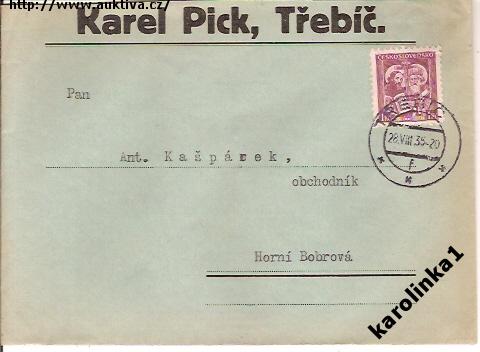 http://www.auktiva.cz/
Karel Pick, Třebíč.
ČESKOSLOVENSKO
Pan
28.VIII.35-20
Ant. Kašpárek,
obchodník
Horní Bobrová
karolinka1